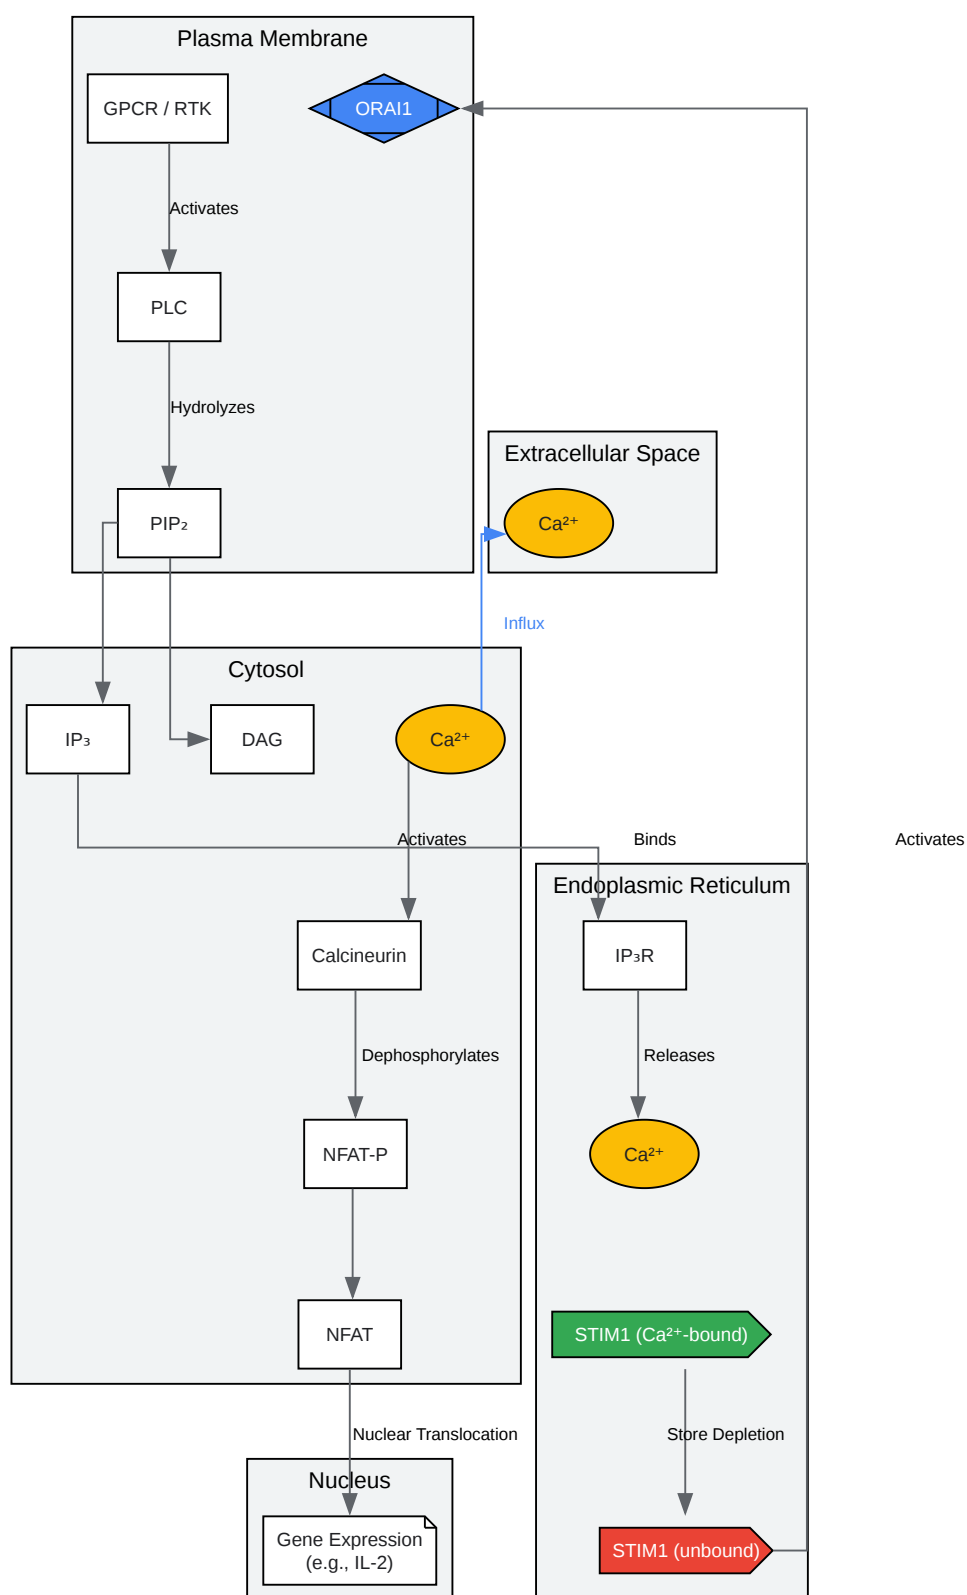 Plasma Membrane
GPCR / RTK
ORAI1
Activates
PLC
Hydrolyzes
Extracellular Space
PIP₂
Ca²⁺
Influx
Cytosol
IP₃
DAG
Ca²⁺
Activates
Binds
Activates
Endoplasmic Reticulum
Calcineurin
IP₃R
Dephosphorylates
Releases
NFAT-P
Ca²⁺
NFAT
STIM1 (Ca²⁺-bound)
Nuclear Translocation
Store Depletion
Nucleus
Gene Expression
(e.g., IL-2)
STIM1 (unbound)